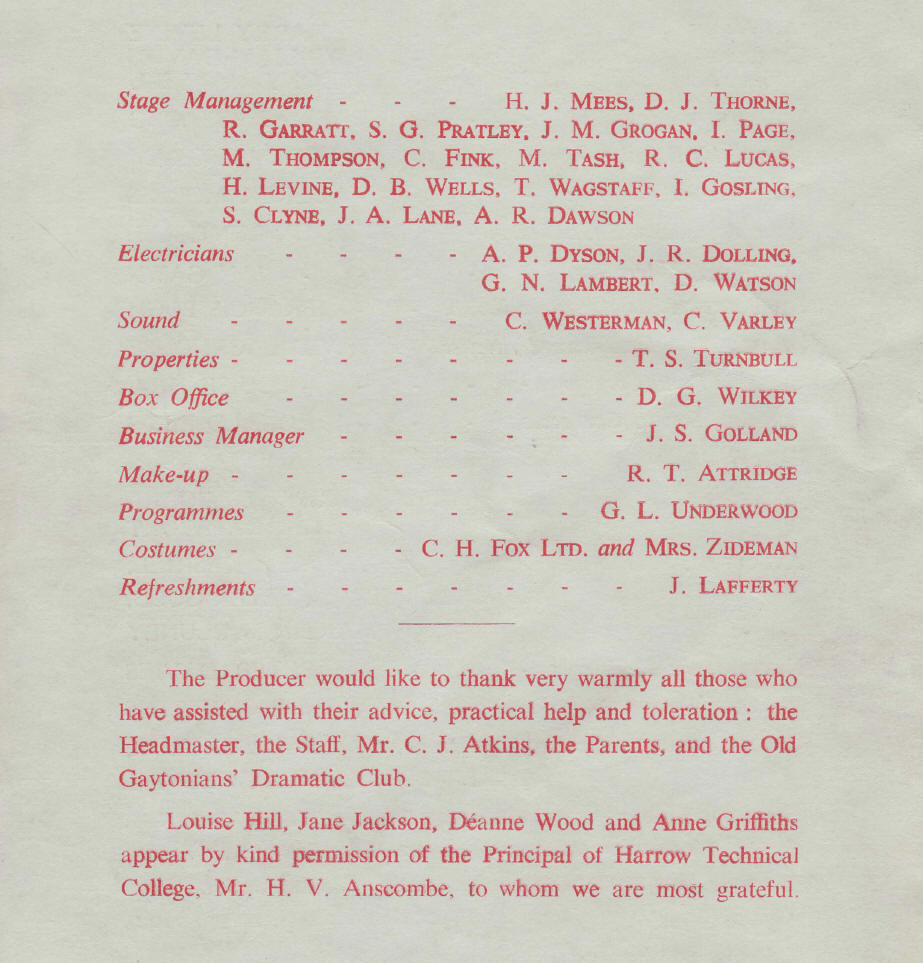 Stage Management - - - H. J. MEES, D. J. THORNE,
R. GARRATT, S. G. PRATLEY, J. M. GROGAN, I. PAGE,
M. THOMPSON, C. FINK, M. TASH, R. C. LUCAS,
H. LEVINE, D. B. WELLS, T. WAGSTAFF, I. GOSLING,
S. CLYNE, J. A. LANE, A. R. DAWSON
Electricians - - - - A. P. DYSON, J. R. DOLLING,
G. N. LAMBERT, D. WATSON
Sound - - - - - C. WESTERMAN, C. VARLEY
Properties - - - - - - - - T. S. TURNBULL
Box Office - - - - - - - D. G. WILKEY
Business Manager - - - - - - J. S. GOLLAND
Make-up - - - - - - - R. T. ATTRIDGE
Programmes - - - - - - G. L. UNDERWOOD
Costumes - - - - C. H. FOX LTD. and MRS. ZIDEMAN
Refreshments - - - - - - - J. LAFFERTY
The Producer would like to thank very warmly all those who
have assisted with their advice, practical help and toleration : the
Headmaster, the Staff, Mr. C. J. Atkins, the Parents, and the Old
Gaytonians' Dramatic Club.
Louise Hill, Jane Jackson, Déanne Wood and Anne Griffiths
appear by kind permission of the Principal of Harrow Technical
College, Mr. H. V. Anscombe, to whom we are most grateful.